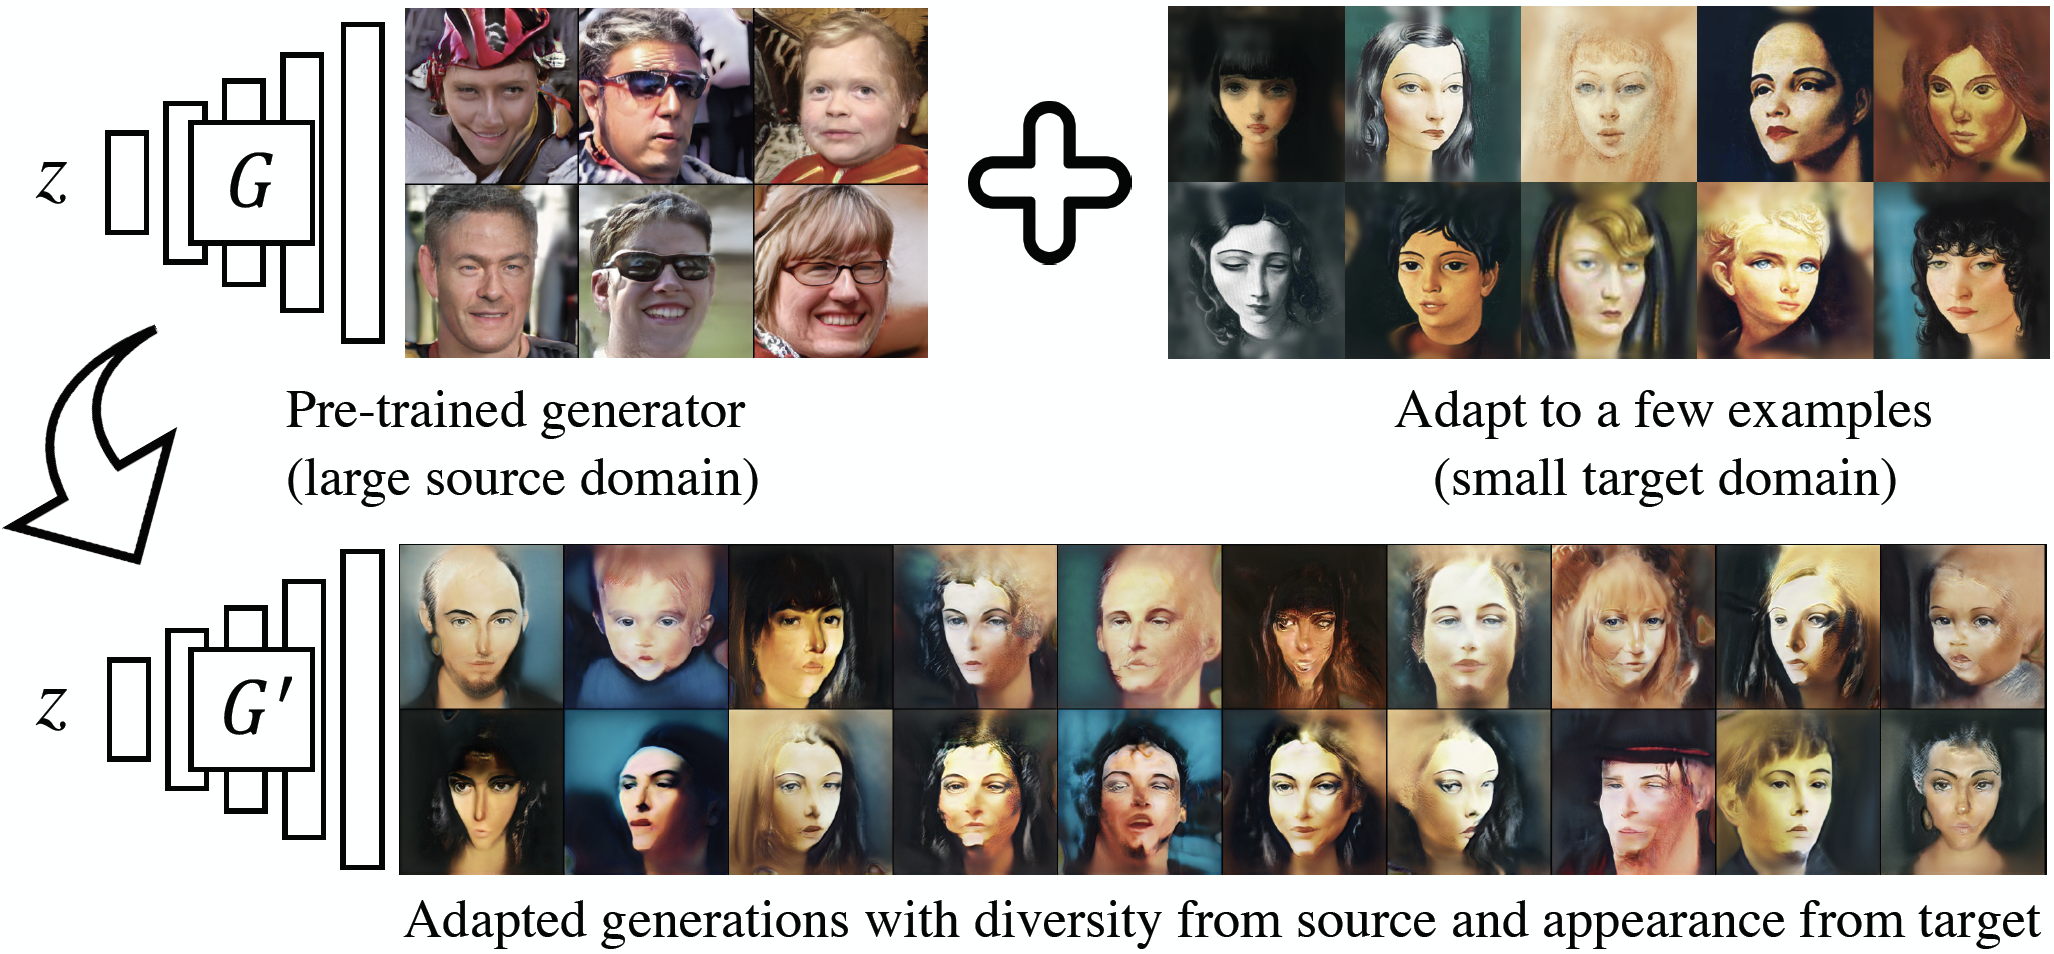 z
G
Pre-trained generator
(large source domain)
Adapt to a few examples
(small target domain)
z
G′
Adapted generations with diversity from source and appearance from target